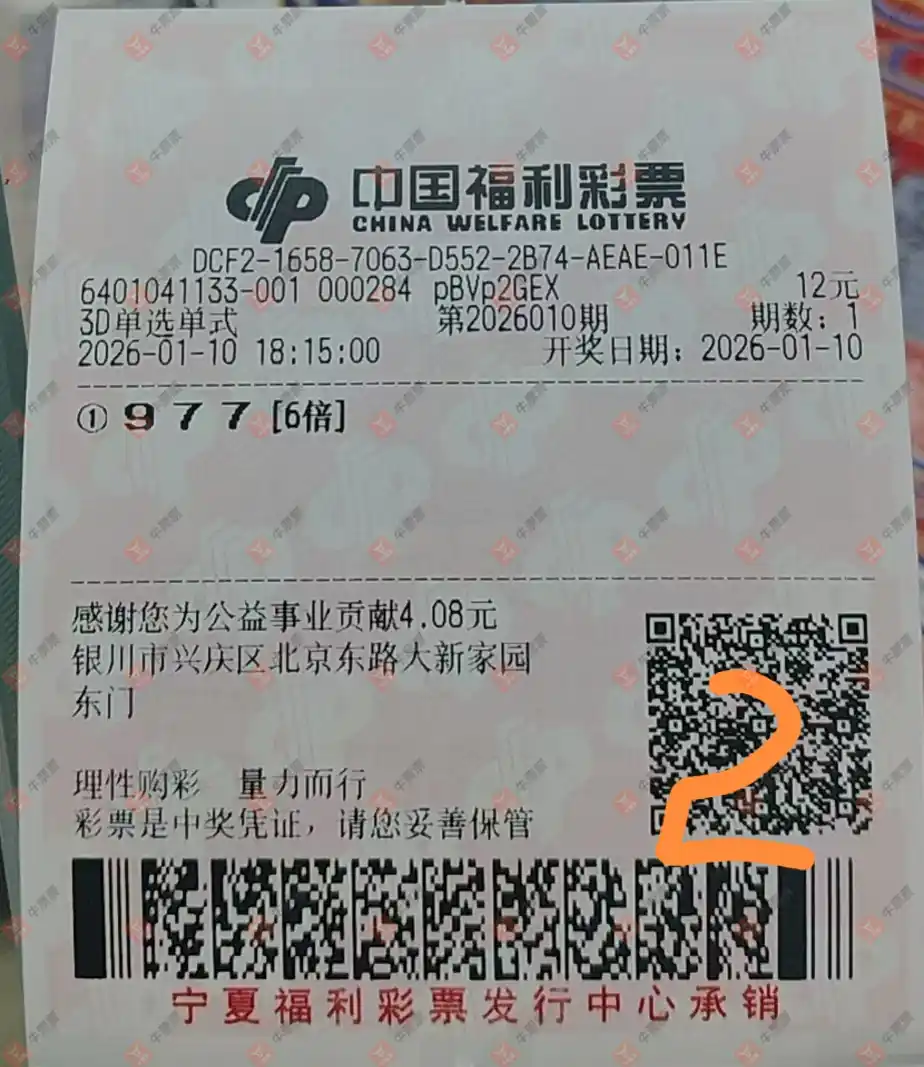 中国福利彩票
CHINA WELFARE LOTTERY
DCF2-1658-7063-D552-2B74-AEAE-011E
6401041133-001 000284 pBVp2GEX 12元
3D单选单式 第2026010期 期数：1
2026-01-10 18:15:00 开奖日期：2026-01-10
① 9 7 7 [6倍]
感谢您为公益事业贡献4.08元
银川市兴庆区北京东路大新家园
东门
2
理性购彩 量力而行
彩票是中奖凭证，请您妥善保管
宁夏福利彩票发行中心承销